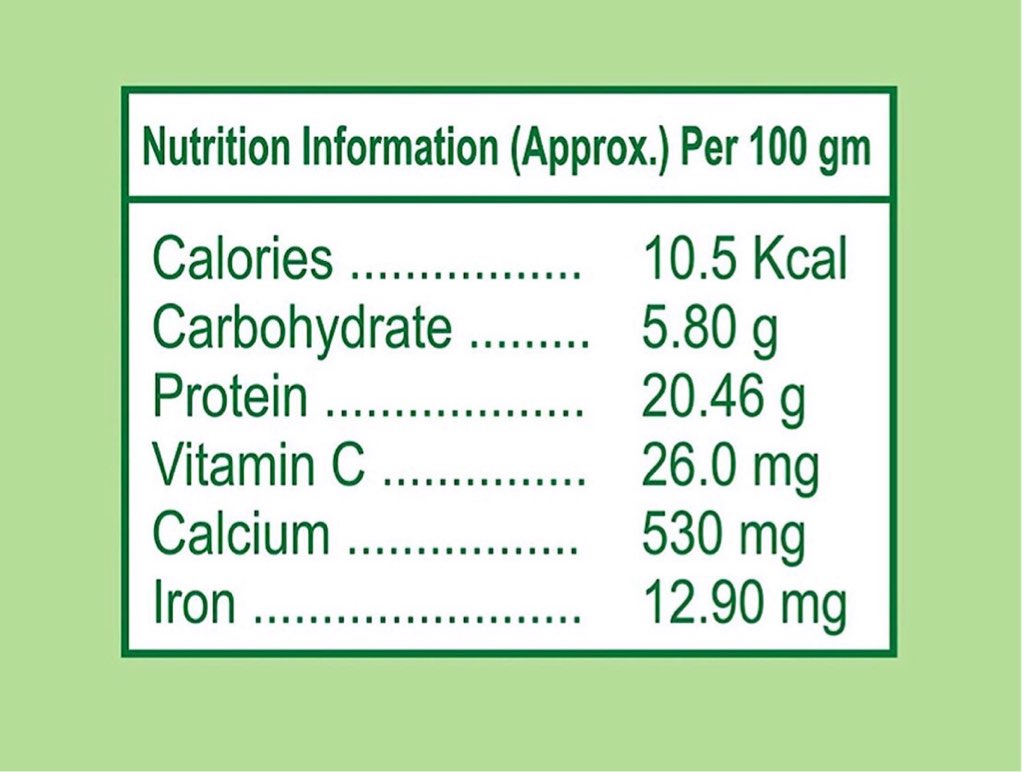 Nutrition Information (Approx.) Per 100 gm
Calories ................. 10.5 Kcal
Carbohydrate ......... 5.80 g
Protein ................... 20.46 g
Vitamin C ............... 26.0 mg
Calcium ................. 530 mg
Iron ........................ 12.90 mg